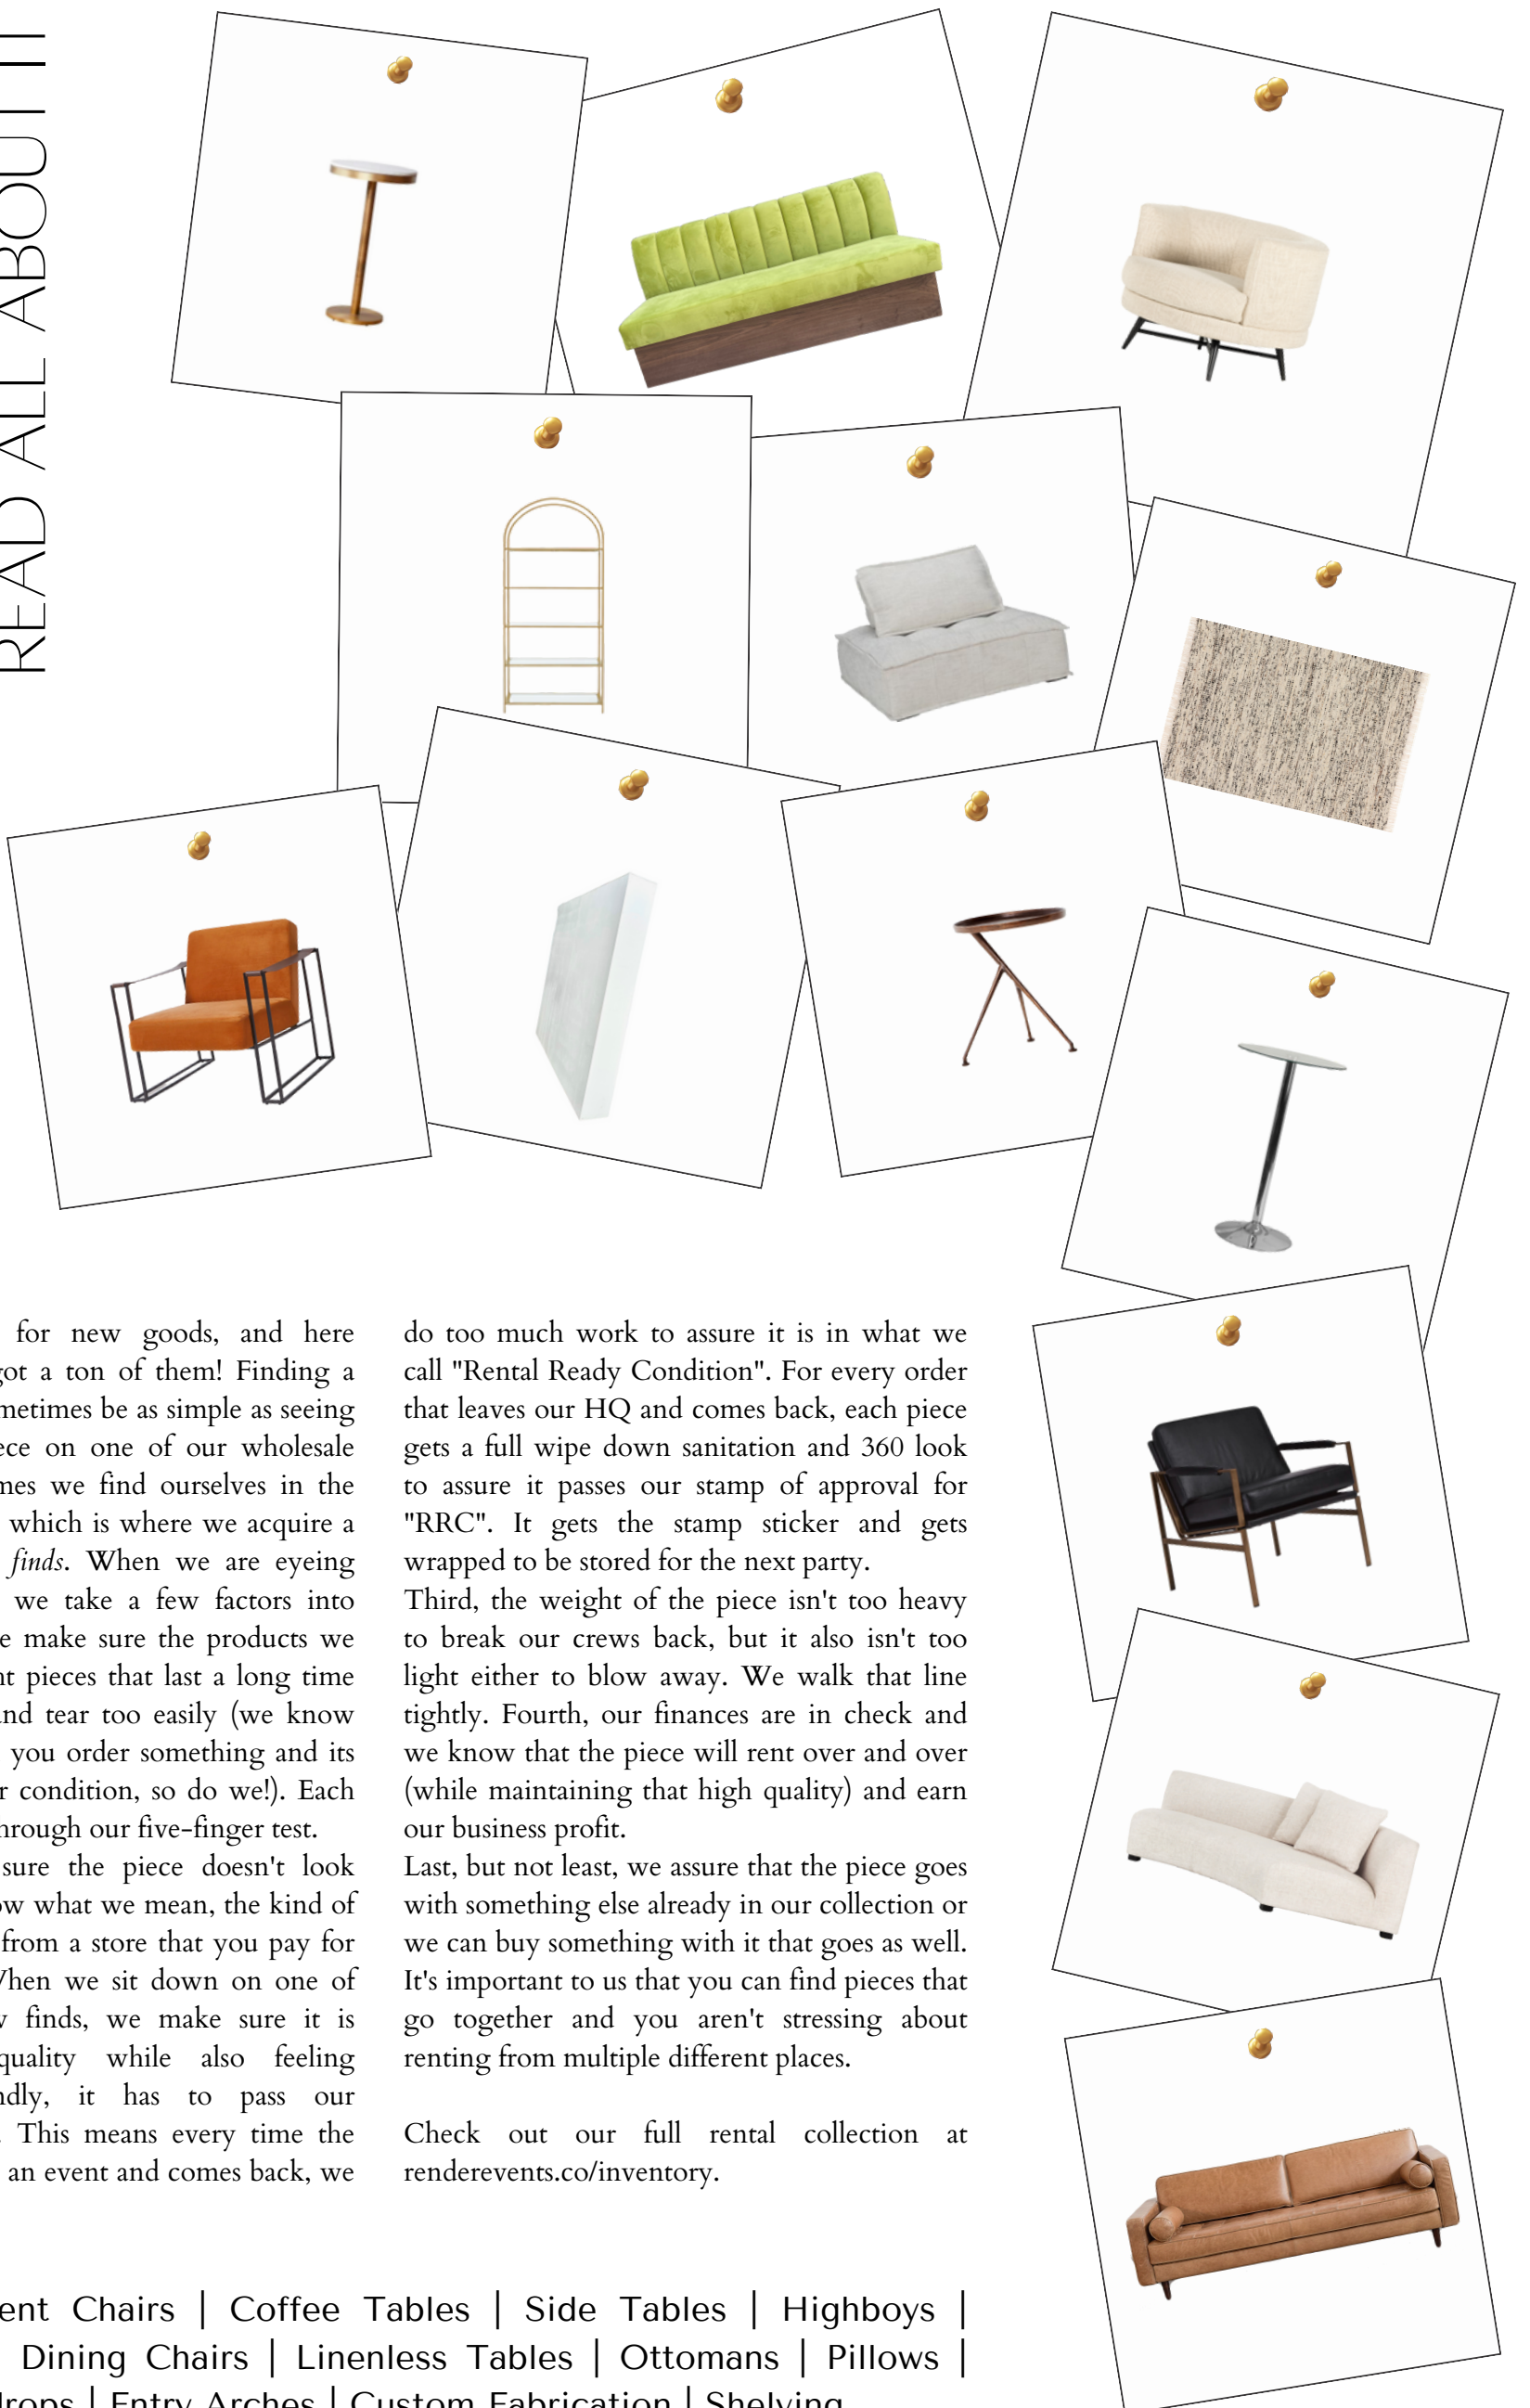 READ ALL ABOUT IT!
for new goods, and here
got a ton of them! Finding a
metimes be as simple as seeing
ece on one of our wholesale
mes we find ourselves in the
which is where we acquire a
finds. When we are eyeing
we take a few factors into
e make sure the products we
nt pieces that last a long time
and tear too easily (we know
you order something and its
r condition, so do we!). Each
hrough our five-finger test.
sure the piece doesn't look
ow what we mean, the kind of
from a store that you pay for
When we sit down on one of
w finds, we make sure it is
quality while also feeling
ndly, it has to pass our
. This means every time the
an event and comes back, we
do too much work to assure it is in what we
call "Rental Ready Condition". For every order
that leaves our HQ and comes back, each piece
gets a full wipe down sanitation and 360 look
to assure it passes our stamp of approval for
"RRC". It gets the stamp sticker and gets
wrapped to be stored for the next party.
Third, the weight of the piece isn't too heavy
to break our crews back, but it also isn't too
light either to blow away. We walk that line
tightly. Fourth, our finances are in check and
we know that the piece will rent over and over
(while maintaining that high quality) and earn
our business profit.
Last, but not least, we assure that the piece goes
with something else already in our collection or
we can buy something with it that goes as well.
It's important to us that you can find pieces that
go together and you aren't stressing about
renting from multiple different places.
Check out our full rental collection at
renderevents.co/inventory.
ent Chairs | Coffee Tables | Side Tables | Highboys |
Dining Chairs | Linenless Tables | Ottomans | Pillows |
drops | Entry Arches | Custom Fabrication | Shelving